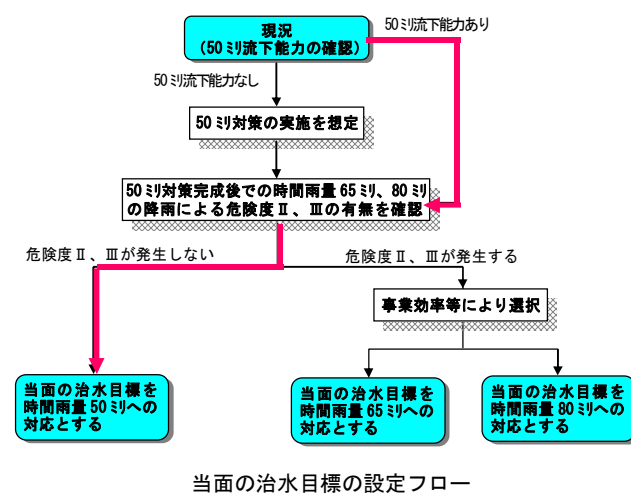 現況
（50ミリ流下能力の確認）
50ミリ流下能力あり
50ミリ流下能力なし
50ミリ対策の実施を想定
50ミリ対策完成後での時間雨量65ミリ、80ミリ
の降雨による危険度Ⅱ、Ⅲの有無を確認
危険度Ⅱ、Ⅲが発生しない
危険度Ⅱ、Ⅲが発生する
事業効率等により選択
当面の治水目標を
時間雨量50ミリへの
対応とする
当面の治水目標を
時間雨量65ミリへの
対応とする
当面の治水目標を
時間雨量80ミリへの
対応とする
当面の治水目標の設定フロー